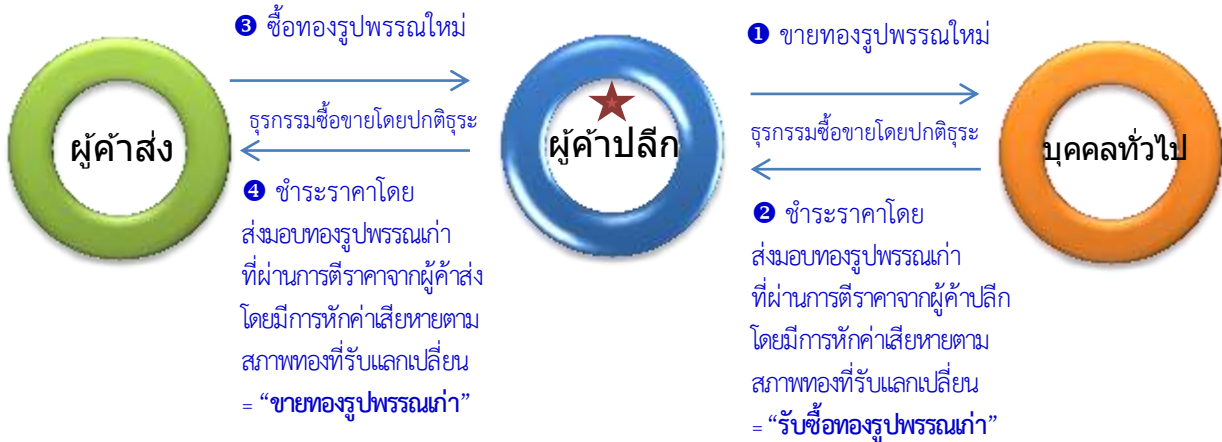 ❸ ซื้อทองรูปพรรณใหม่
❶ ขายทองรูปพรรณใหม่
ผู้ค้าส่ง
ธุรกรรมซื้อขายโดยปกติธุระ
ผู้ค้าปลีก
ธุรกรรมซื้อขายโดยปกติธุระ
บุคคลทั่วไป
❹ ชำระราคาโดย
ส่งมอบทองรูปพรรณเก่า
ที่ผ่านการตีราคาจากผู้ค้าส่ง
โดยมีการหักค่าเสียหายตาม
สภาพทองที่รับแลกเปลี่ยน
= “ขายทองรูปพรรณเก่า”
❷ ชำระราคาโดย
ส่งมอบทองรูปพรรณเก่า
ที่ผ่านการตีราคาจากผู้ค้าปลีก
โดยมีการหักค่าเสียหายตาม
สภาพทองที่รับแลกเปลี่ยน
= “รับซื้อทองรูปพรรณเก่า”